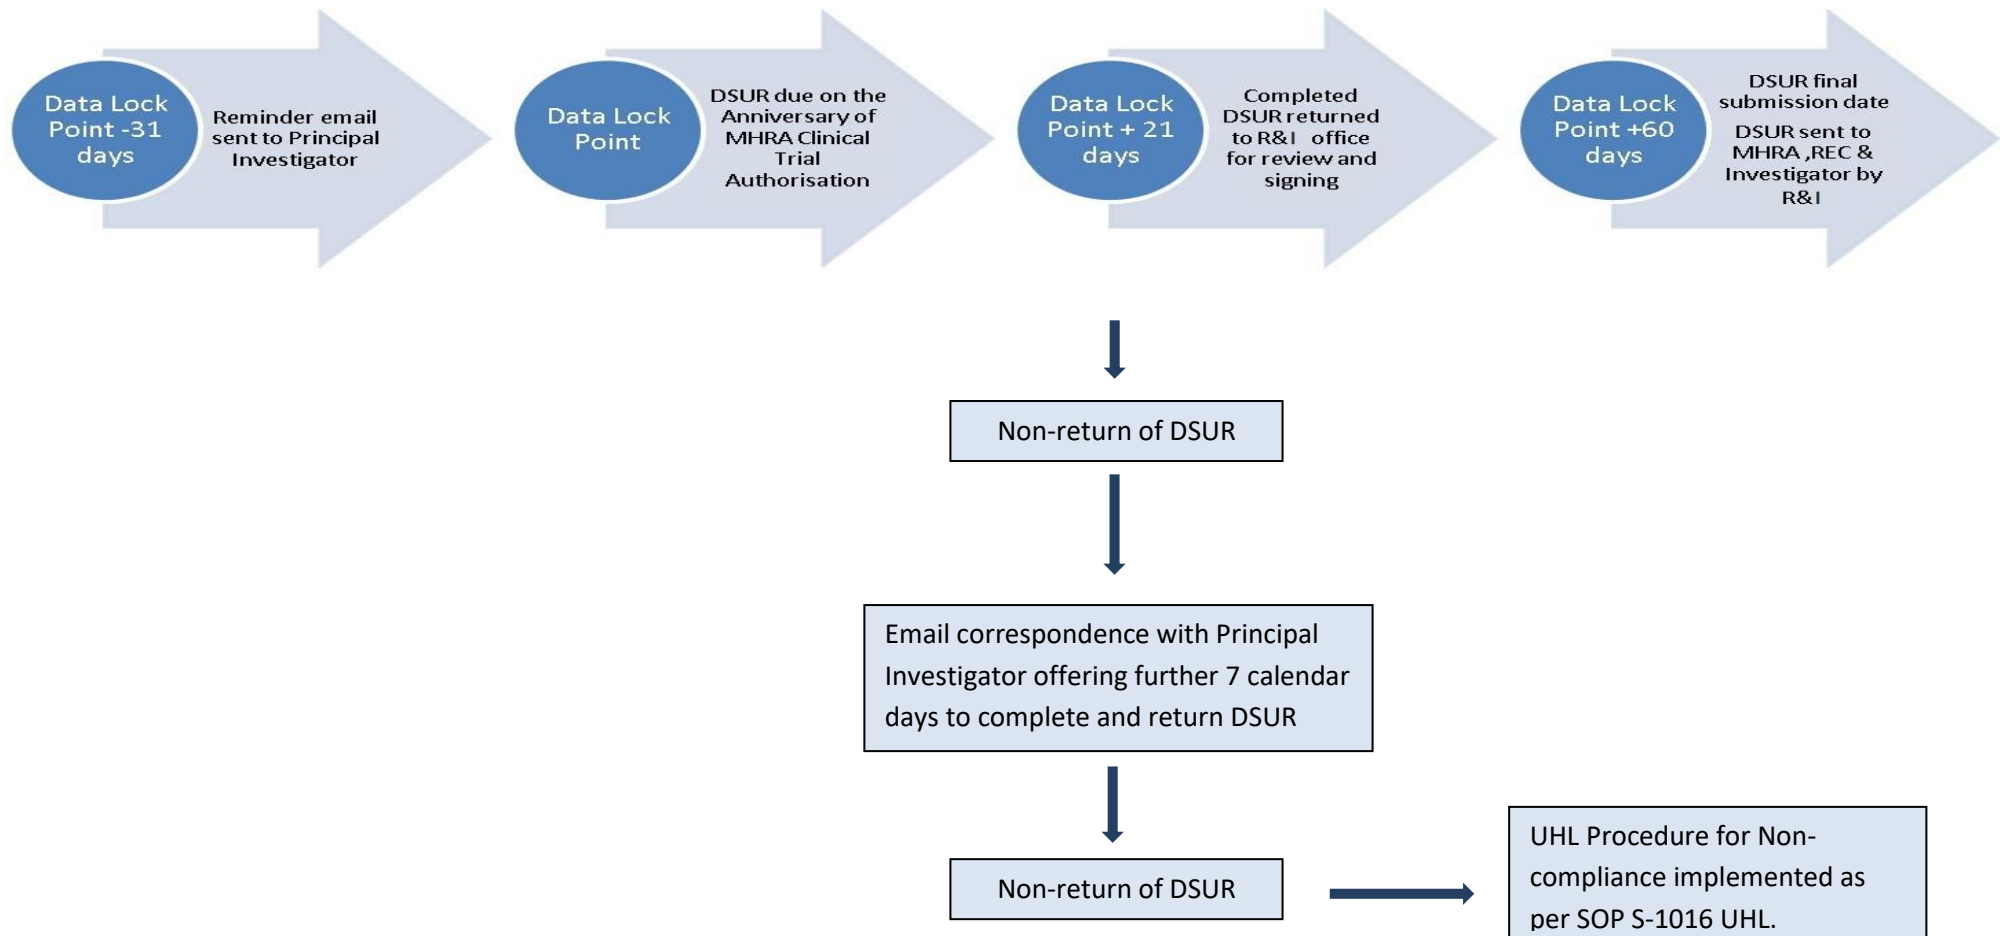 Data Lock
Point -31
days
Reminder email
sent to Principal
Investigator
Data Lock
Point
DSUR due on the
Anniversary of
MHRA Clinical
Trial
Authorisation
Data Lock
Point + 21
days
Completed
DSUR returned
to R&I office
for review and
signing
Data Lock
Point +60
days
DSUR final
submission date
DSUR sent to
MHRA ,REC &
Investigator by
R&I
Non-return of DSUR
Email correspondence with Principal
Investigator offering further 7 calendar
days to complete and return DSUR
Non-return of DSUR
UHL Procedure for Non-
compliance implemented as
per SOP S-1016 UHL.